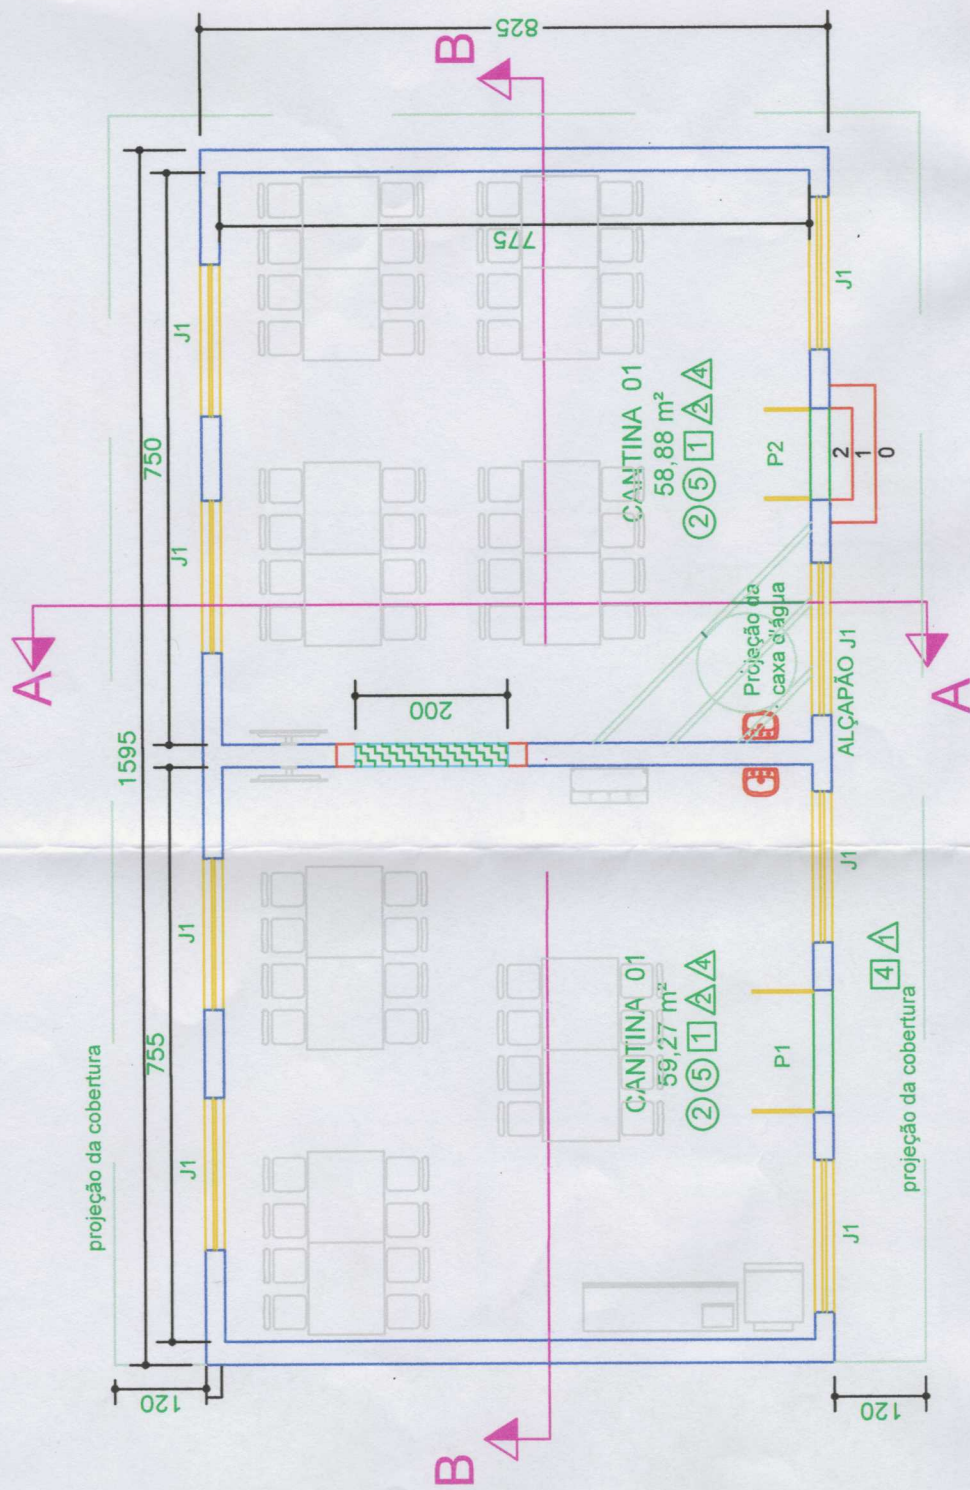 825
B
B
A
A
1595
750
755
775
200
120
120
projeção da cobertura
projeção da cobertura
J1
J1
J1
J1
J1
J1
J1
CANTINA 01
58,88 m²
2 5 1 2 4
CANTINA 01
59,27 m²
2 5 1 2 4
P2
P1
2
1
0
Projeção da
caxa d'água
ALÇAPÃO J1
4 1